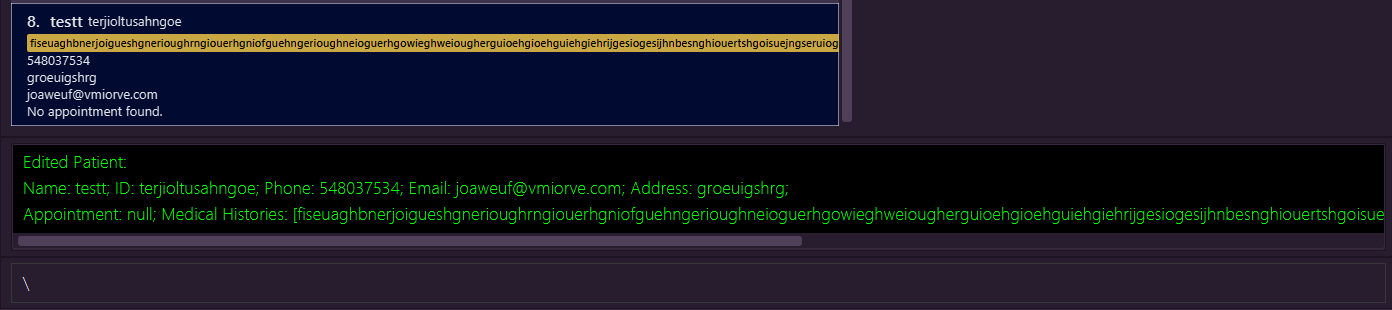 8. testt terjioltusahngoe
fiseuaghbnerjoigueshgnerioughrngiouerhgniofguehngerioughneioguerhgowieghweiougherguioehgioehguiehgiehrijgesiogesijhnbesnghiouertshgoisuejngseruiog
548037534
groeuigshrg
joaweuf@vmiorve.com
No appointment found.
Edited Patient:
Name: testt; ID: terjioltusahngoe; Phone: 548037534; Email: joaweuf@vmiorve.com; Address: groeuigshrg;
Appointment: null; Medical Histories: [fiseuaghbnerjoigueshgnerioughrngiouerhgniofguehngerioughneioguerhgowieghweiougherguioehgioehguiehgiehrijgesiogesijhnbesnghiouertshgoisue
\